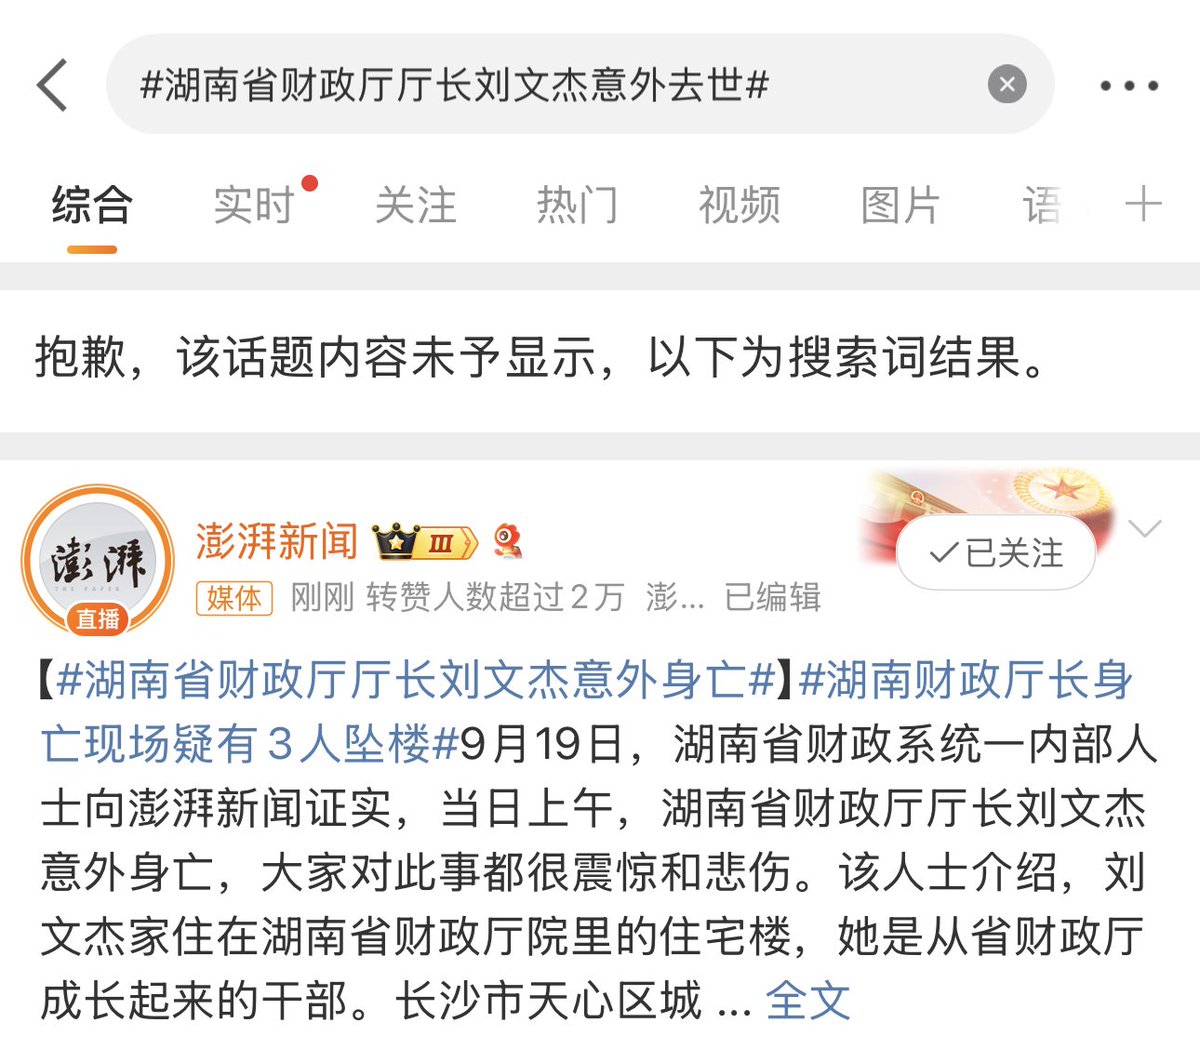 #湖南省财政厅厅长刘文杰意外去世#
综合 实时 关注 热门 视频 图片 语
抱歉，该话题内容未予显示，以下为搜索词结果。
澎湃
THE PAPER
直播
澎湃新闻 III
已关注
媒体 刚刚 转赞人数超过2万 澎... 已编辑
【#湖南省财政厅厅长刘文杰意外身亡#】#湖南财政厅长身
亡现场疑有3人坠楼#9月19日，湖南省财政系统一内部人
士向澎湃新闻证实，当日上午，湖南省财政厅厅长刘文杰
意外身亡，大家对此事都很震惊和悲伤。该人士介绍，刘
文杰家住在湖南省财政厅院里的住宅楼，她是从省财政厅
成长起来的干部。长沙市天心区城 ... 全文